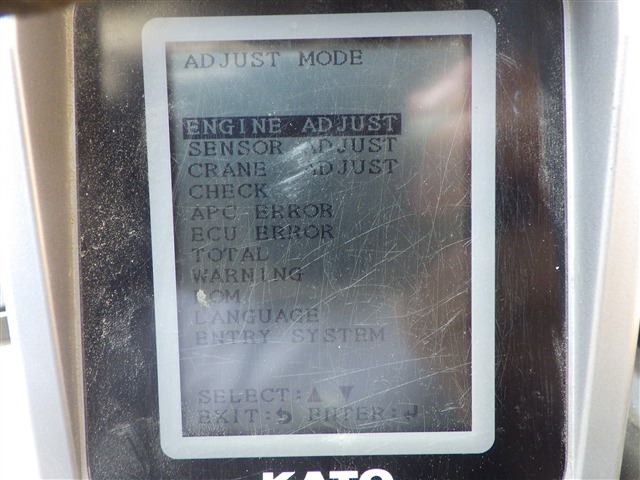 ADJUST MODE
ENGINE ADJUST
SENSOR ADJUST
CRANE ADJUST
CHECK
APC ERROR
ECU ERROR
TOTAL
WARNING
ROM
LANGUAGE
ENTRY SYSTEM
SELECT:▲ ▼
EXIT:⮌ ENTER:↵
KATO